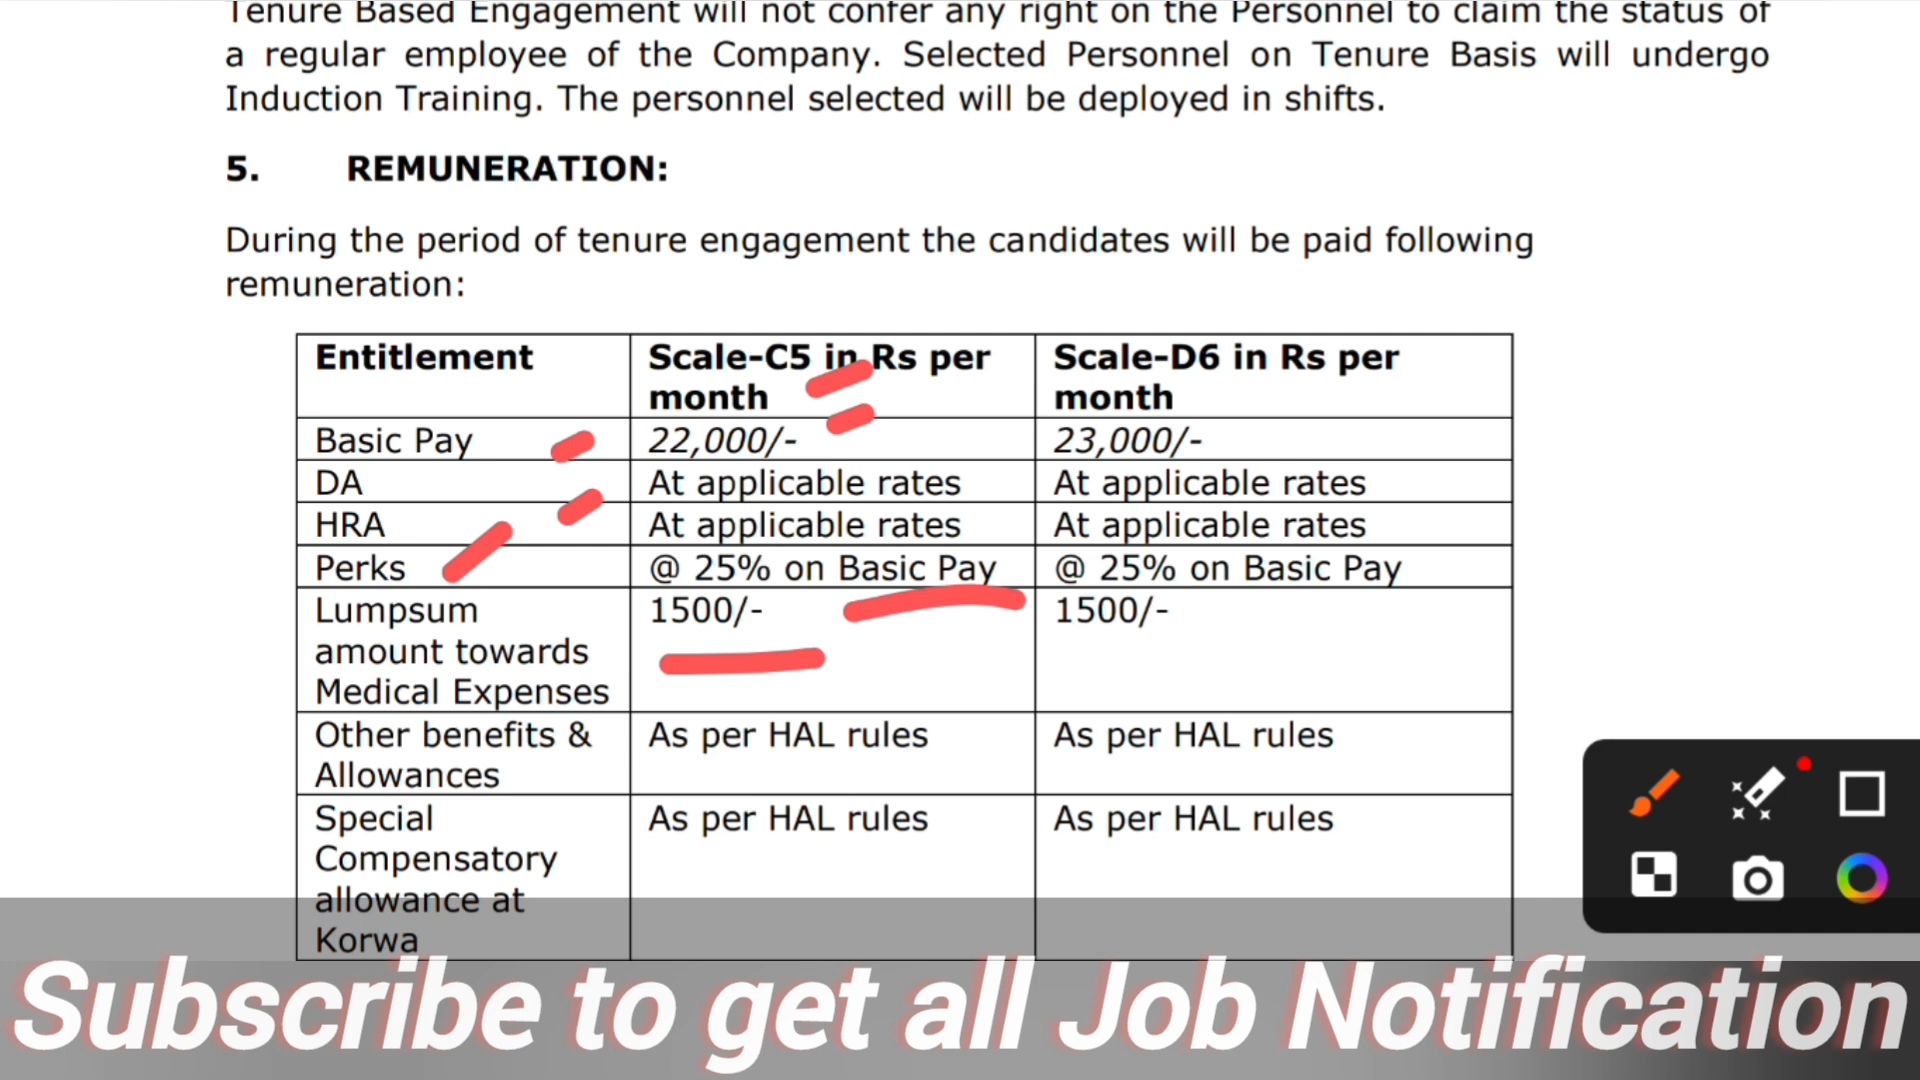 Tenure Based Engagement will not confer any right on the Personnel to claim the status of
a regular employee of the Company. Selected Personnel on Tenure Basis will undergo
Induction Training. The personnel selected will be deployed in shifts.
5. REMUNERATION:
During the period of tenure engagement the candidates will be paid following
remuneration:
Entitlement
Scale-C5 in Rs per
month
Scale-D6 in Rs per
month
Basic Pay 22,000/- 23,000/-
DA At applicable rates At applicable rates
HRA At applicable rates At applicable rates
Perks @ 25% on Basic Pay @ 25% on Basic Pay
Lumpsum
amount towards
Medical Expenses
1500/- 1500/-
Other benefits &
Allowances
As per HAL rules As per HAL rules
Special
Compensatory
allowance at
Korwa
As per HAL rules As per HAL rules
Subscribe to get all Job Notification